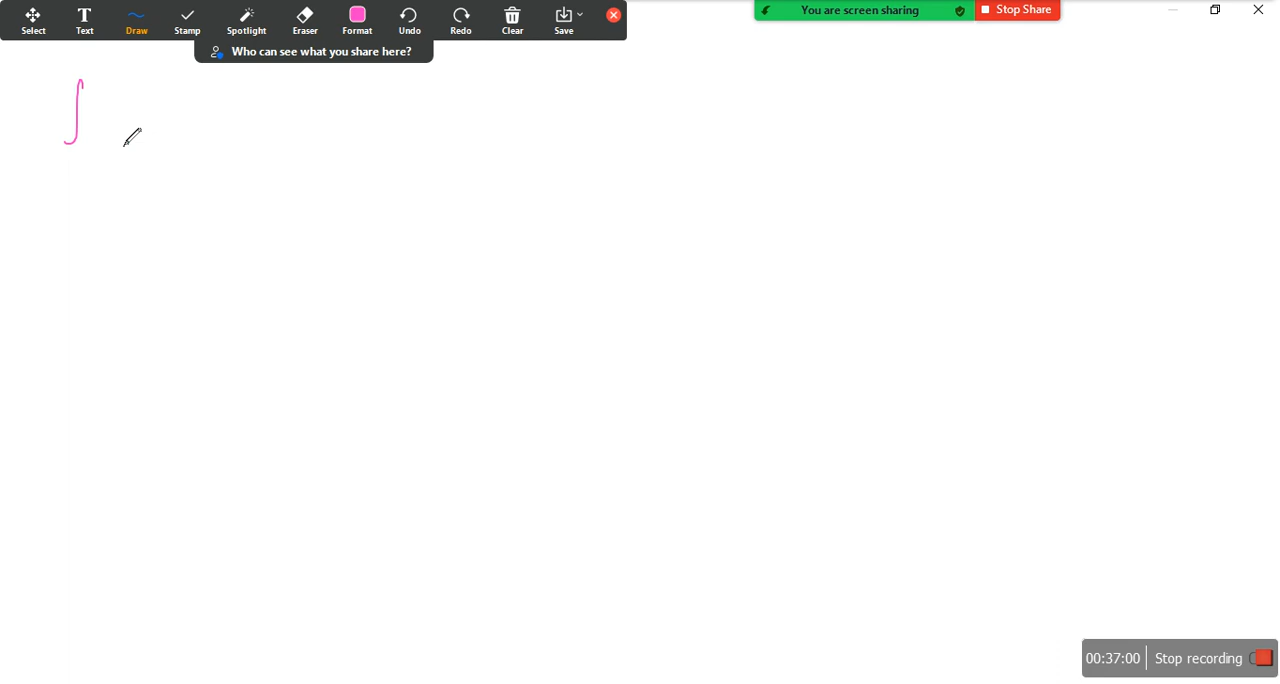 You are screen sharing Stop Share
Select Text Draw Stamp Spotlight Eraser Format Undo Redo Clear Save
Who can see what you share here?
∫
00:37:00 Stop recording